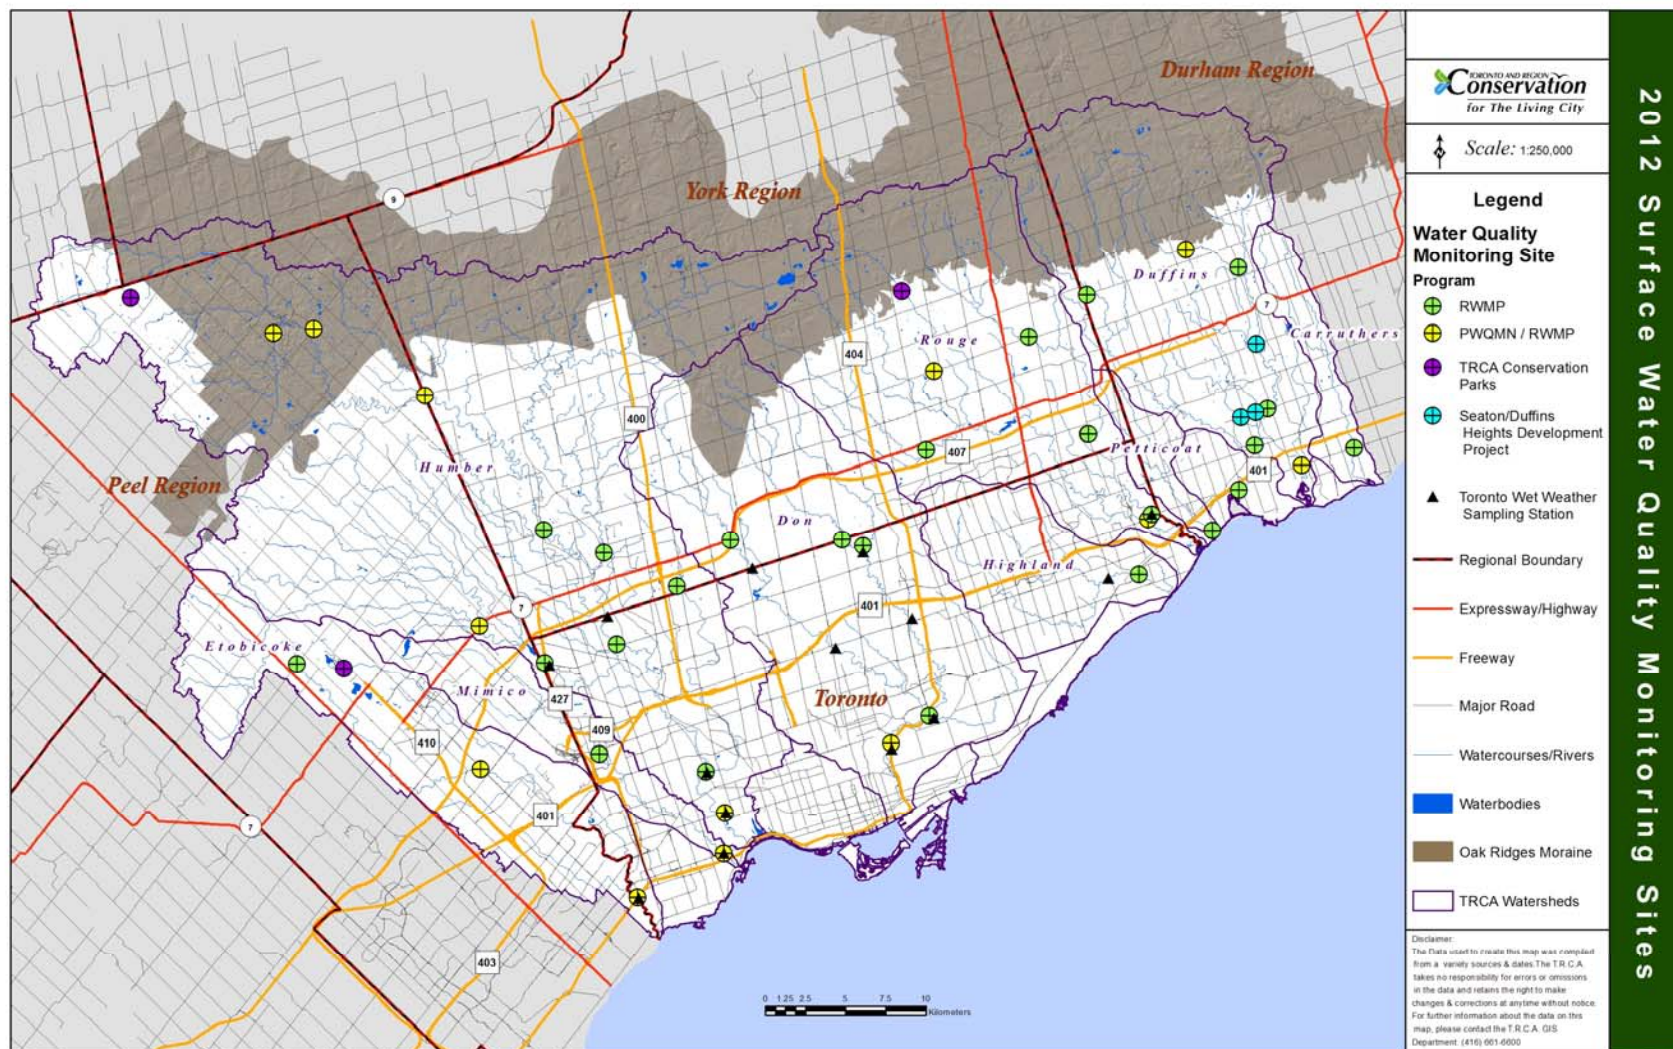 Durham Region
York Region
9
Duffins
7
Carruthers
Rouge
404
400
407
Petticoat
401
Humber
Peel Region
Don
Highland
7
401
Etobicoke
Mimico
427
Toronto
409
410
401
7
403
0 1.25 2.5 5 7.5 10
Kilometers
TORONTO AND REGION
Conservation
for The Living City
Scale: 1:250,000
Legend
Water Quality
Monitoring Site
Program
RWMP
PWQMN / RWMP
TRCA Conservation
Parks
Seaton/Duffins
Heights Development
Project
Toronto Wet Weather
Sampling Station
Regional Boundary
Expressway/Highway
Freeway
Major Road
Watercourses/Rivers
Waterbodies
Oak Ridges Moraine
TRCA Watersheds
Disclaimer:
The Data used to create this map was compiled
from a variety sources & dates. The T.R.C.A.
takes no responsibility for errors or omissions
in the data and retains the right to make
changes & corrections at anytime without notice.
For further information about the data on this
map, please contact the T.R.C.A. GIS
Department. (416) 661-6600
2012 Surface Water Quality Monitoring Sites